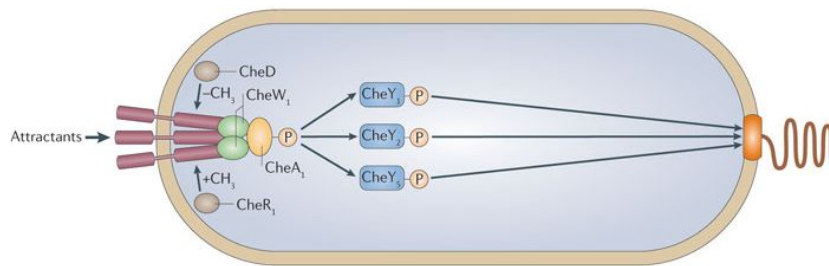 CheD
–CH₃
CheW₁
Attractants
P
CheA₁
+CH₃
CheR₁
CheY₁
P
CheY₂
P
CheY₅
P